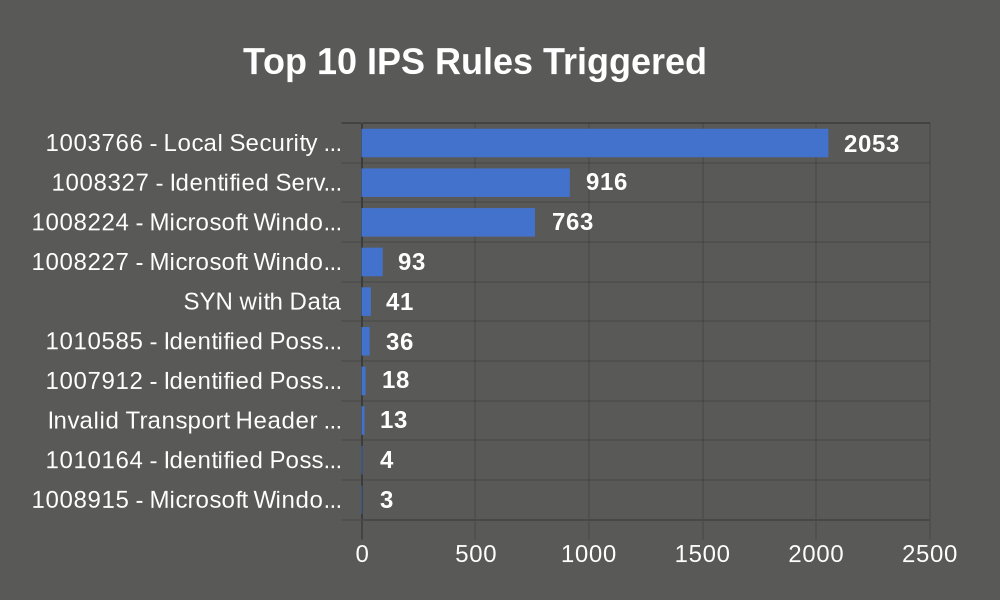 Top 10 IPS Rules Triggered
1003766 - Local Security ... 2053
1008327 - Identified Serv... 916
1008224 - Microsoft Windo... 763
1008227 - Microsoft Windo... 93
SYN with Data 41
1010585 - Identified Poss... 36
1007912 - Identified Poss... 18
Invalid Transport Header ... 13
1010164 - Identified Poss... 4
1008915 - Microsoft Windo... 3
0 500 1000 1500 2000 2500